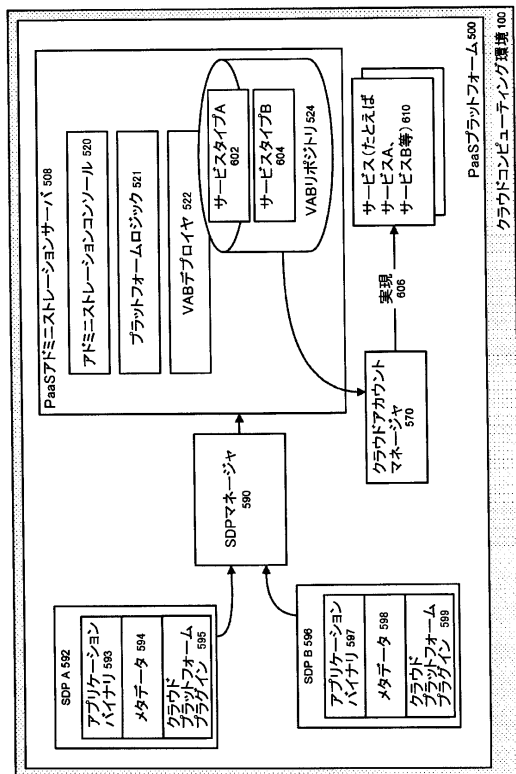 SDP A 592
アプリケーション
バイナリ 593
メタデータ 594
クラウド
プラットフォーム
プラグイン 595
SDP B 596
アプリケーション
バイナリ 597
メタデータ 598
クラウド
プラットフォーム
プラグイン 599
SDPマネージャ
590
PaaSアドミニストレーションサーバ 508
アドミニストレーションコンソール 520
プラットフォームロジック 521
VABデプロイヤ 522
サービスタイプA
602
サービスタイプB
604
VABリポジトリ 524
クラウドアカウント
マネージャ
570
実現
606
サービス(たとえば
サービスA、
サービスB等)
610
PaaSプラットフォーム 500
クラウドコンピューティング環境 100